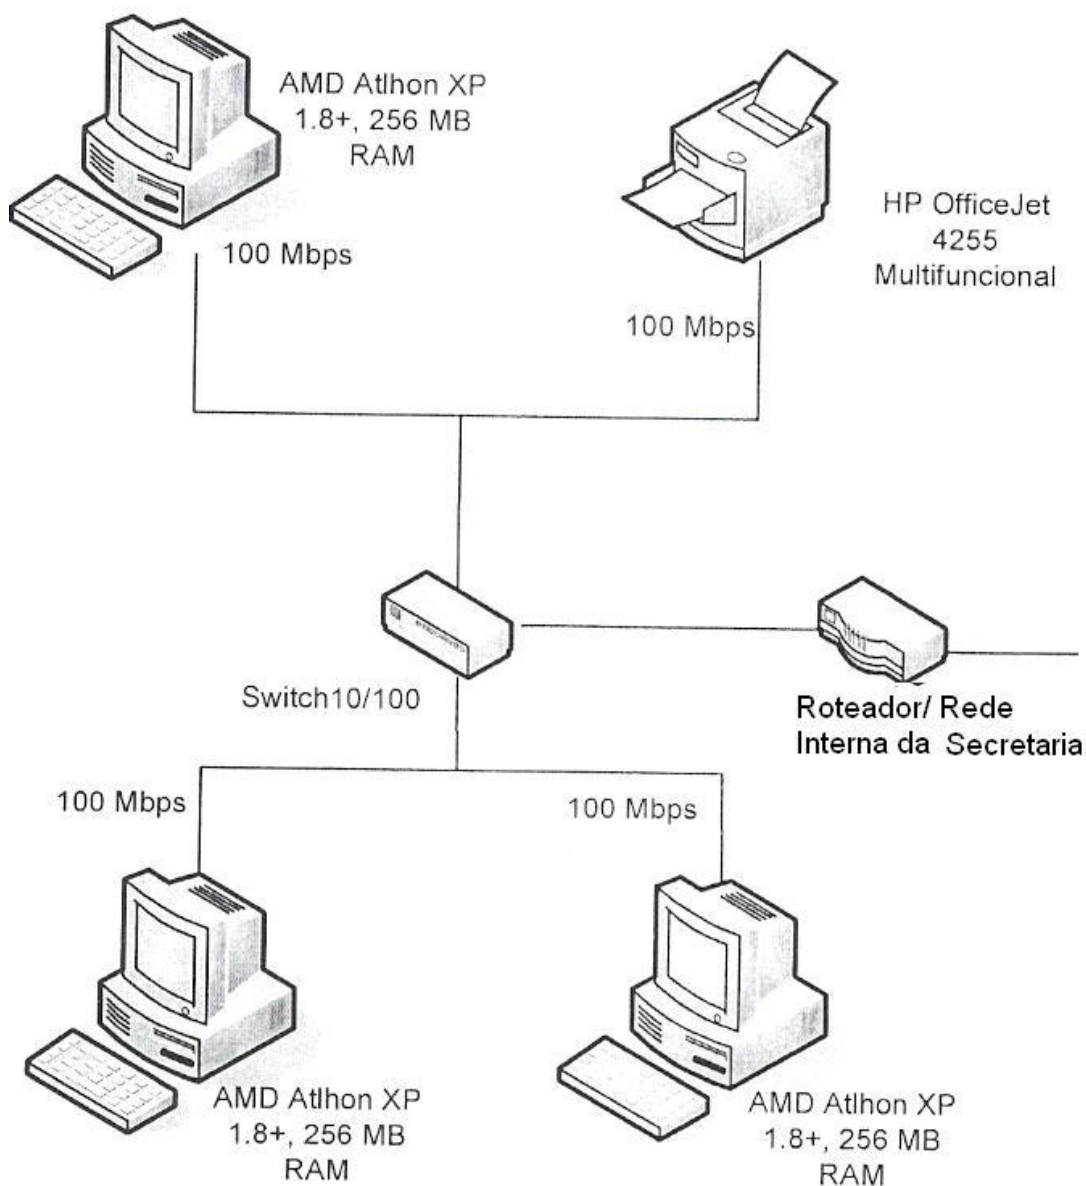 AMD Atlhon XP
1.8+, 256 MB
RAM
100 Mbps
HP OfficeJet
4255
Multifuncional
100 Mbps
Switch10/100
Roteador/ Rede
Interna da Secretaria
100 Mbps
100 Mbps
AMD Atlhon XP
1.8+, 256 MB
RAM
AMD Atlhon XP
1.8+, 256 MB
RAM